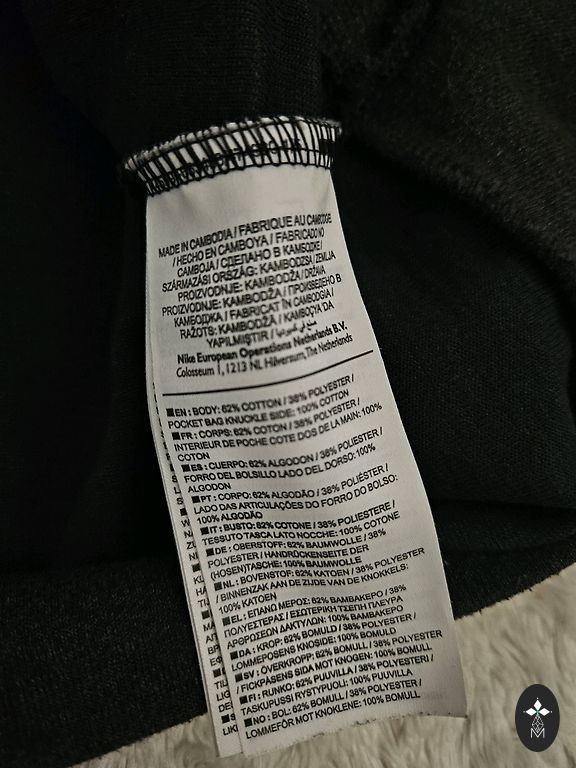 MADE IN CAMBODIA / FABRIQUE AU CAMBODGE
/ HECHO EN CAMBOYA / FABRICADO NO
CAMBOJA / СДЕЛАНО В КАМБОДЖЕ /
SZÁRMAZÁSI ORSZÁG: KAMBODZSA / ZEMLJA
PROIZVODNJE: KAMBODŽA / DRŽAVA
PROIZVODNJE: KAMBODŽA / ПРОИЗВЕДЕНО В
КАМБОДЖА / FABRICAT ÎN CAMBODGIA /
RAŽOTS: KAMBODŽĀ / KAMBOÇYA DA
YAPILMIŞTIR / صنع في كمبوديا
Nike European Operations Netherlands B.V.
Colosseum 1, 1213 NL Hilversum, The Netherlands
■EN : BODY: 62% COTTON / 38% POLYESTER /
POCKET BAG KNUCKLE SIDE: 100% COTTON
■FR : CORPS: 62% COTON / 38% POLYESTER /
INTERIEUR DE POCHE COTE DOS DE LA MAIN: 100%
COTON
■ES : CUERPO: 62% ALGODON / 38% POLIESTER /
FORRO DEL BOLSILLO LADO DEL DORSO: 100%
ALGODON
■PT : CORPO: 62% ALGODÃO / 38% POLIÉSTER /
LADO DAS ARTICULAÇÕES DO FORRO DO BOLSO:
100% ALGODÃO
■IT : BUSTO: 62% COTONE / 38% POLIESTERE /
TESSUTO TASCA LATO NOCCHE: 100% COTONE
■DE : OBERSTOFF: 62% BAUMWOLLE / 38%
POLYESTER / HANDRÜCKENSEITE DER
(HOSEN)TASCHE: 100% BAUMWOLLE
■NL : BOVENSTOF: 62% KATOEN / 38% POLYESTER
/ BINNENZAK AAN DE ZIJDE VAN DE KNOKKELS:
100% KATOEN
■EL : ΕΠΑΝΩ ΜΕΡΟΣ: 62% ΒΑΜΒΑΚΕΡΟ / 38%
ΠΟΛΥΕΣΤΕΡΑΣ / ΕΣΩΤΕΡΙΚΗ ΤΣΕΠΗ ΠΛΕΥΡΑ
ΑΡΘΡΩΣΕΩΝ ΔΑΚΤΥΛΩΝ: 100% ΒΑΜΒΑΚΕΡΟ
■DA : KROP: 62% BOMULD / 38% POLYESTER /
LOMMEPOSENS KNOSIDE: 100% BOMULD
■SV : ÖVERKROPP: 62% BOMULL / 38% POLYESTER
/ FICKPÅSENS SIDA MOT KNOGEN: 100% BOMULL
■FI : RUNKO: 62% PUUVILLA / 38% POLYESTERI /
TASKUPUSSI RYSTYPUOLI: 100% PUUVILLA
■NO : BOL: 62% BOMULL / 38% POLYESTER /
LOMMEFÔR MOT KNOKLENE: 100% BOMULL